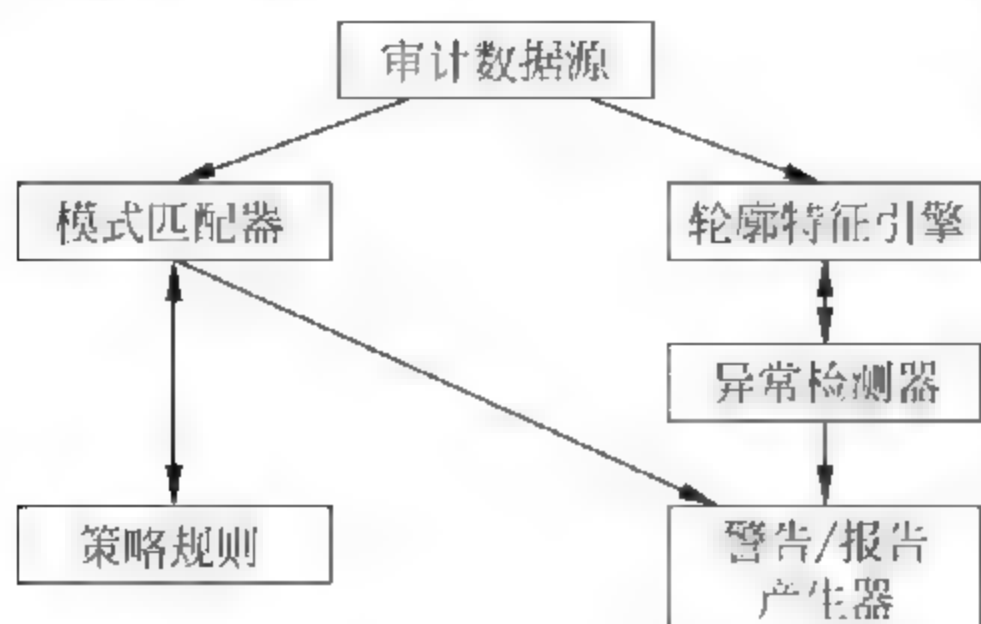 审计数据源
模式匹配器
轮廓特征引擎
异常检测器
策略规则
警告/报告
产生器